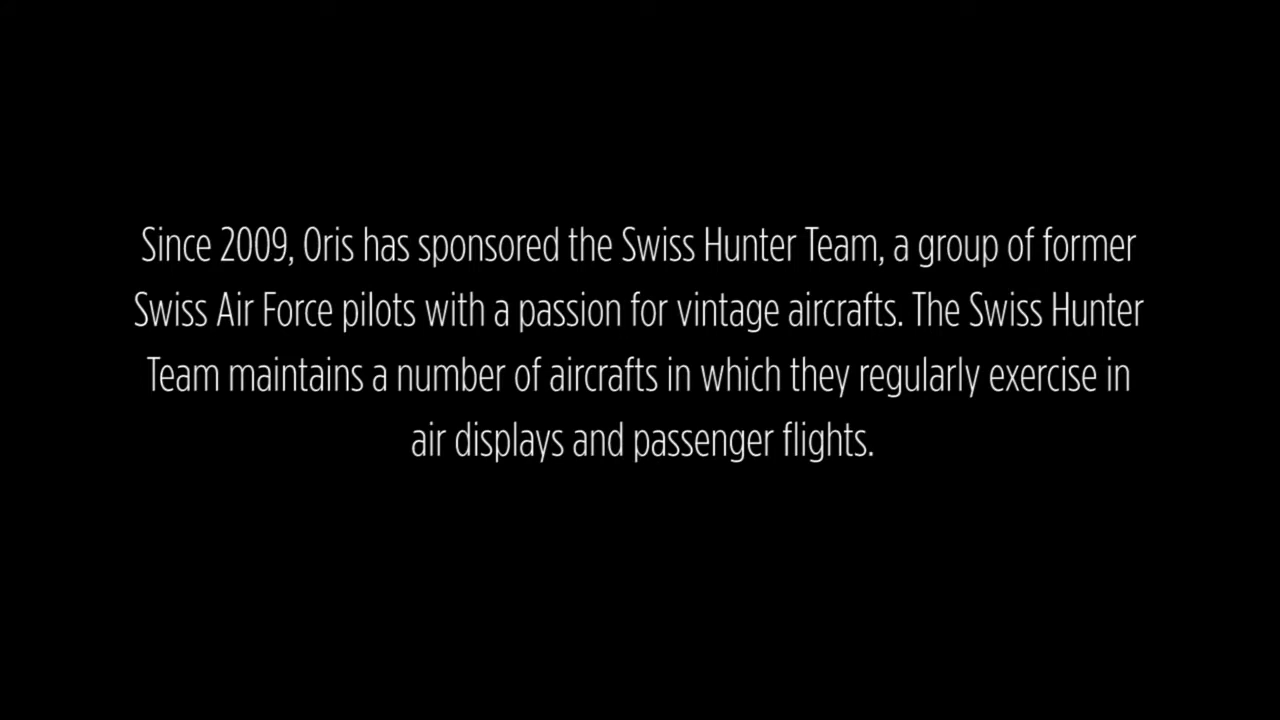 Since 2009, Oris has sponsored the Swiss Hunter Team, a group of former
Swiss Air Force pilots with a passion for vintage aircrafts. The Swiss Hunter
Team maintains a number of aircrafts in which they regularly exercise in
air displays and passenger flights.